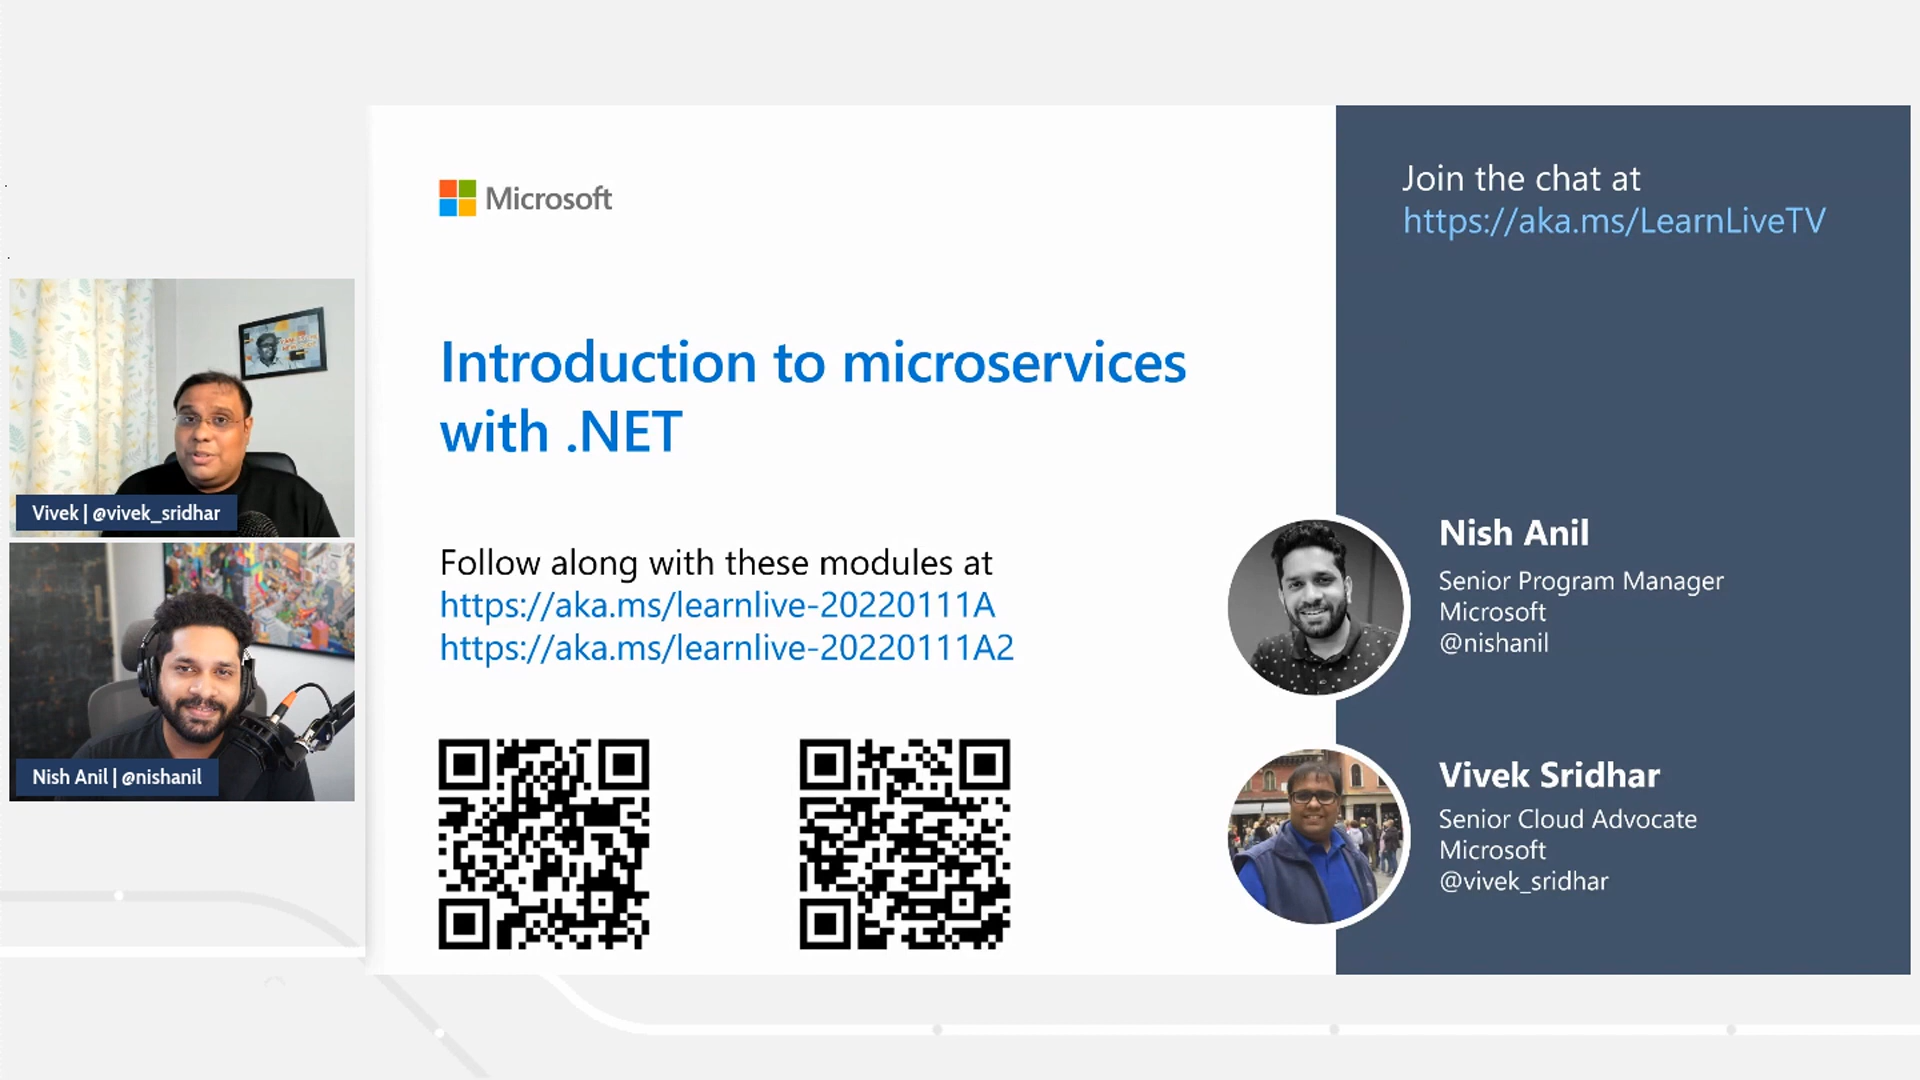 Microsoft
Join the chat at
https://aka.ms/LearnLiveTV
Introduction to microservices
with .NET
Vivek | @vivek_sridhar
Nish Anil | @nishanil
Follow along with these modules at
https://aka.ms/learnlive-20220111A
https://aka.ms/learnlive-20220111A2
Nish Anil
Senior Program Manager
Microsoft
@nishanil
Vivek Sridhar
Senior Cloud Advocate
Microsoft
@vivek_sridhar